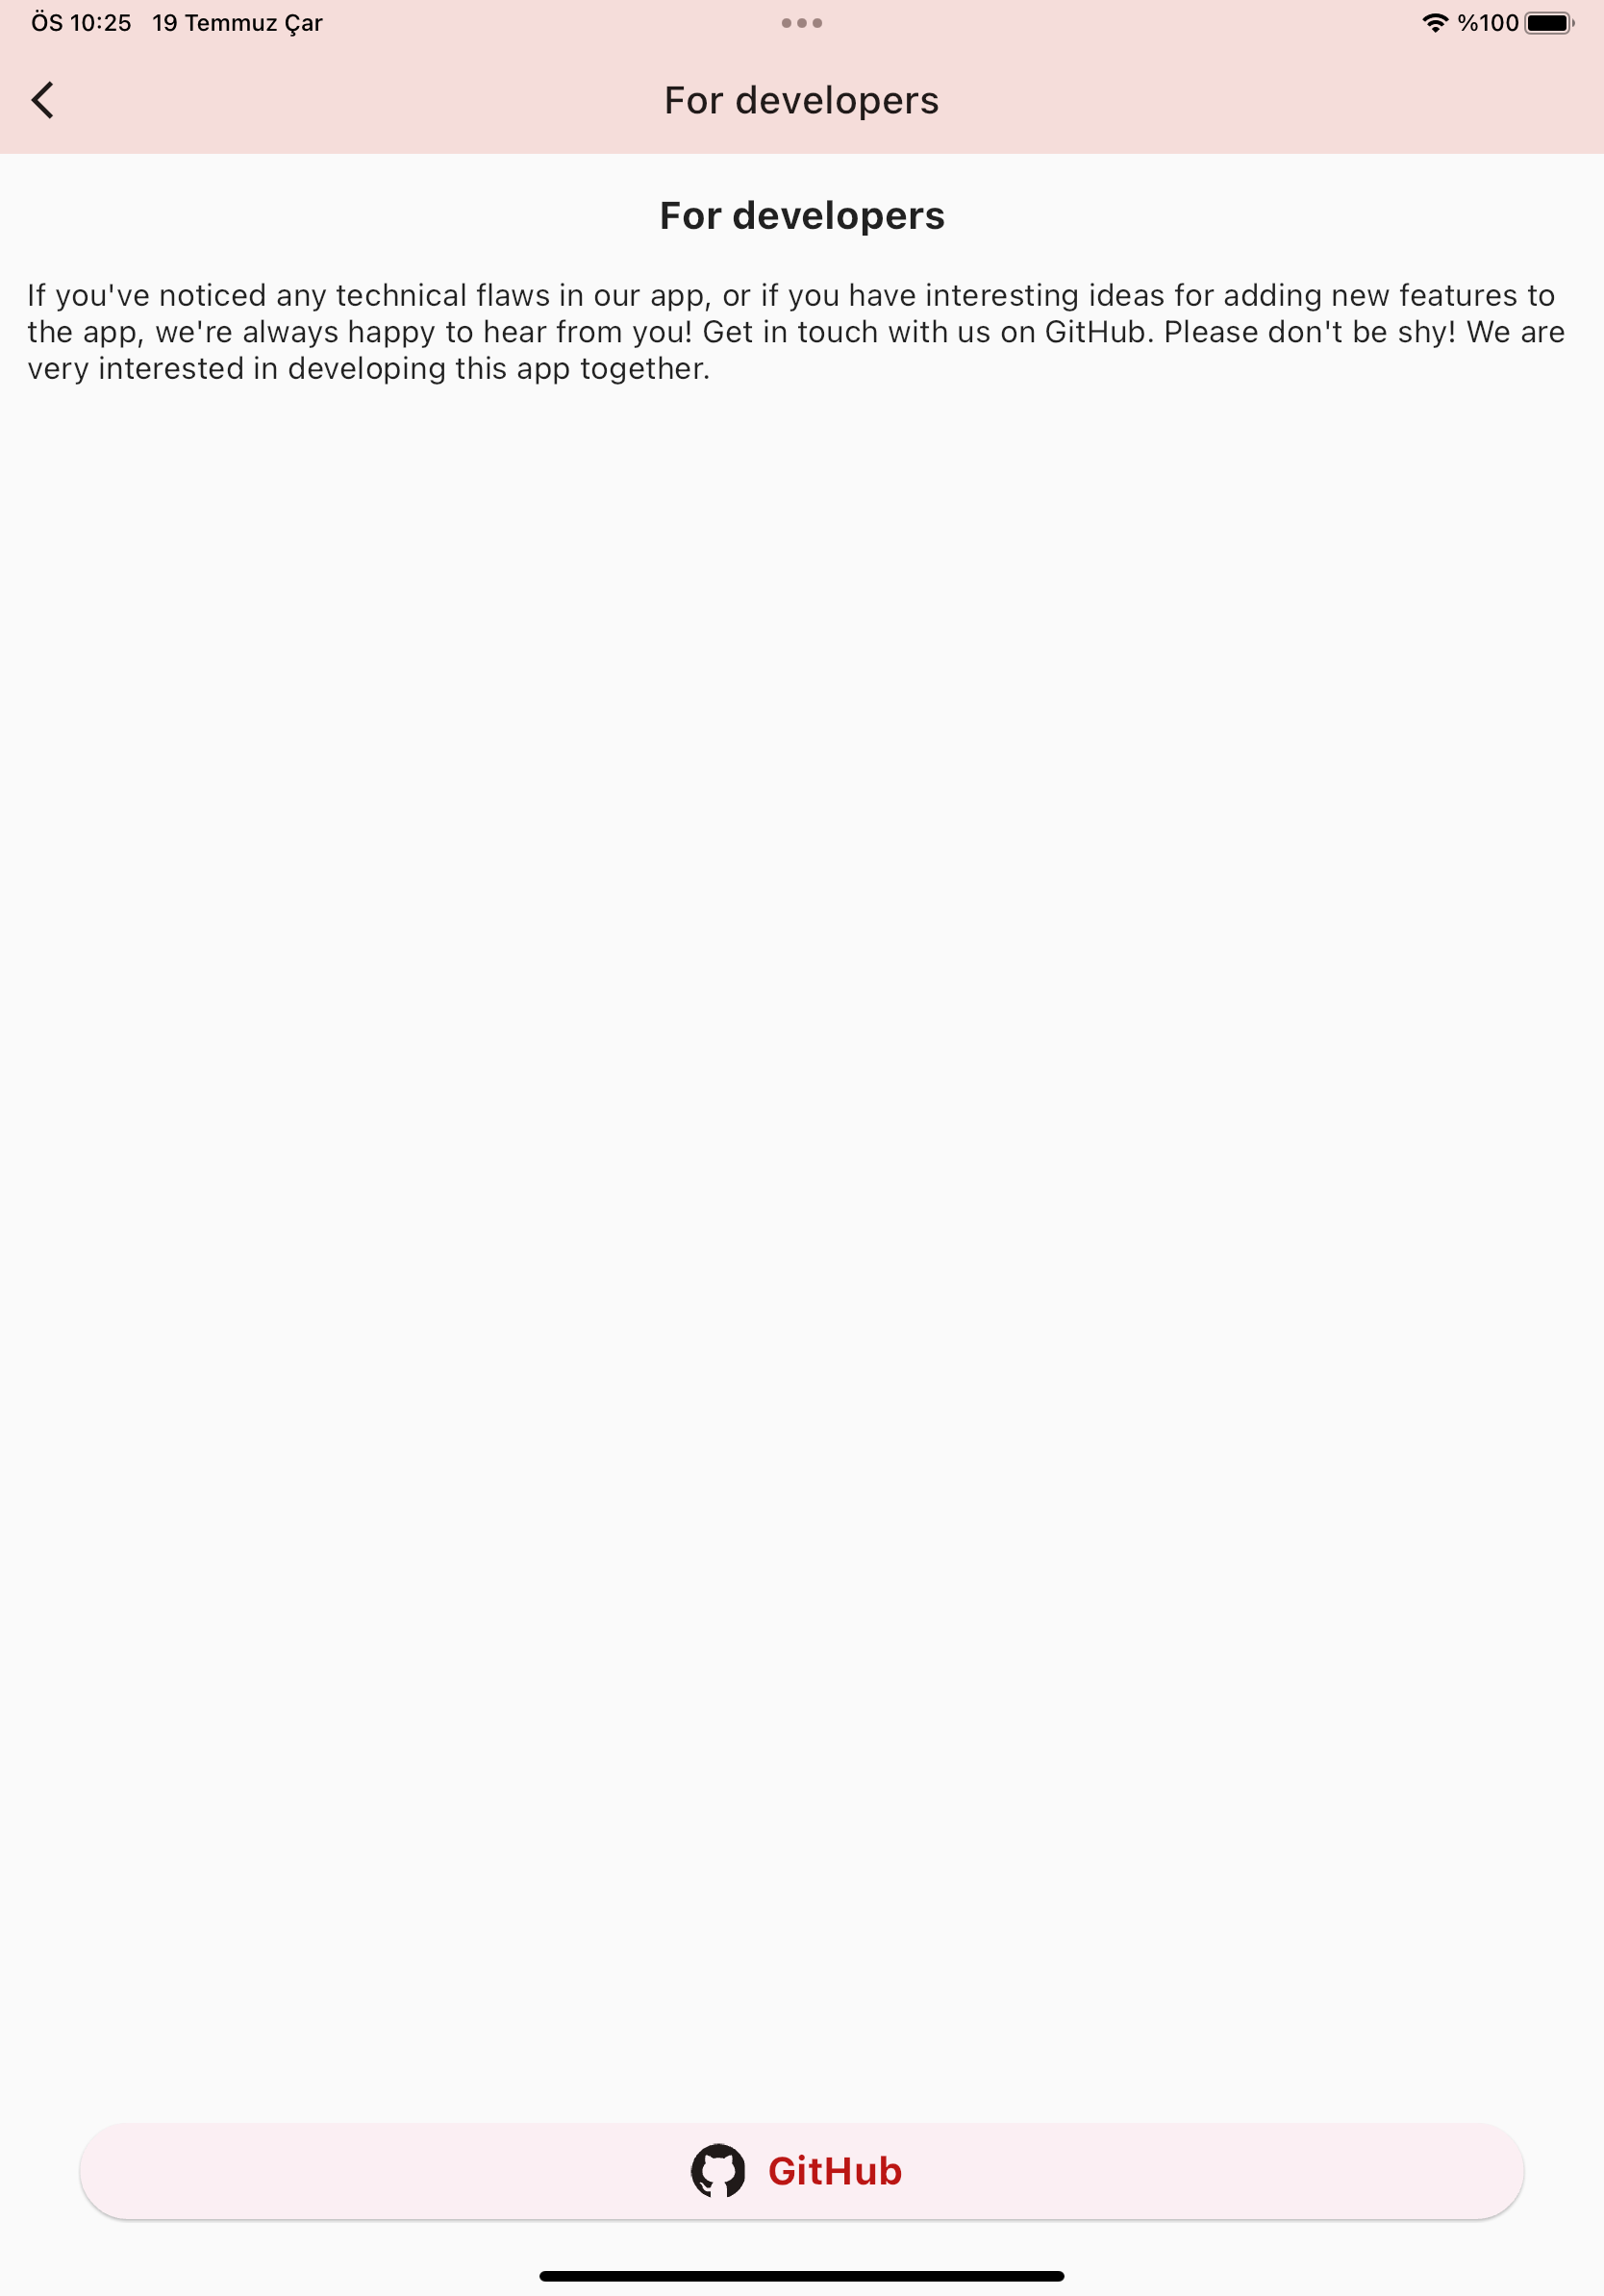 ÖS 10:25 19 Temmuz Çar %100
For developers
For developers
If you've noticed any technical flaws in our app, or if you have interesting ideas for adding new features to
the app, we're always happy to hear from you! Get in touch with us on GitHub. Please don't be shy! We are
very interested in developing this app together.
GitHub